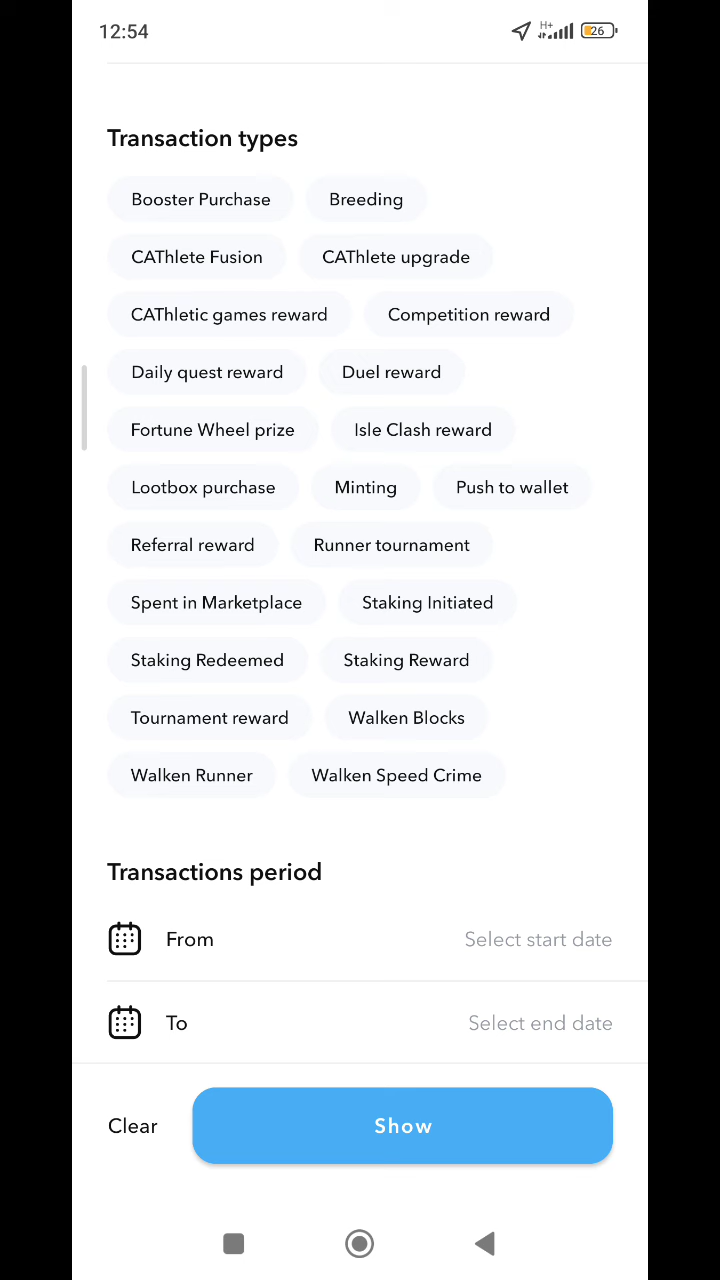 12:54
H+
26
Transaction types
Booster Purchase Breeding
CAThlete Fusion CAThlete upgrade
CAThletic games reward Competition reward
Daily quest reward Duel reward
Fortune Wheel prize Isle Clash reward
Lootbox purchase Minting Push to wallet
Referral reward Runner tournament
Spent in Marketplace Staking Initiated
Staking Redeemed Staking Reward
Tournament reward Walken Blocks
Walken Runner Walken Speed Crime
Transactions period
From Select start date
To Select end date
Clear Show